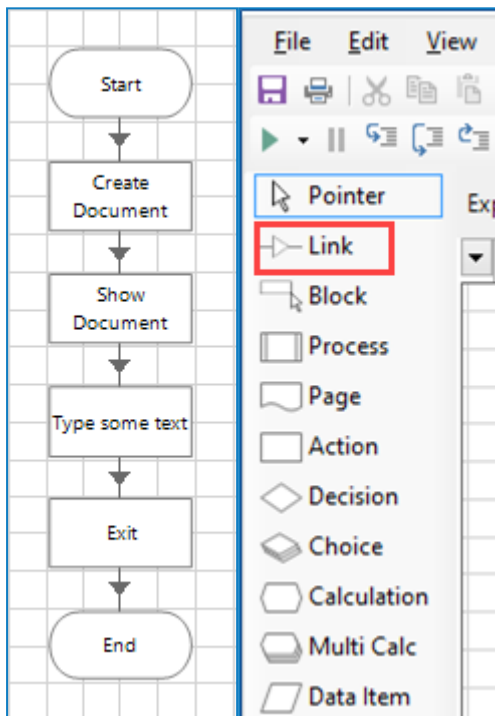 Start
Create
Document
Show
Document
Type some text
Exit
End
File Edit View
Pointer
Link
Block
Process
Page
Action
Decision
Choice
Calculation
Multi Calc
Data Item